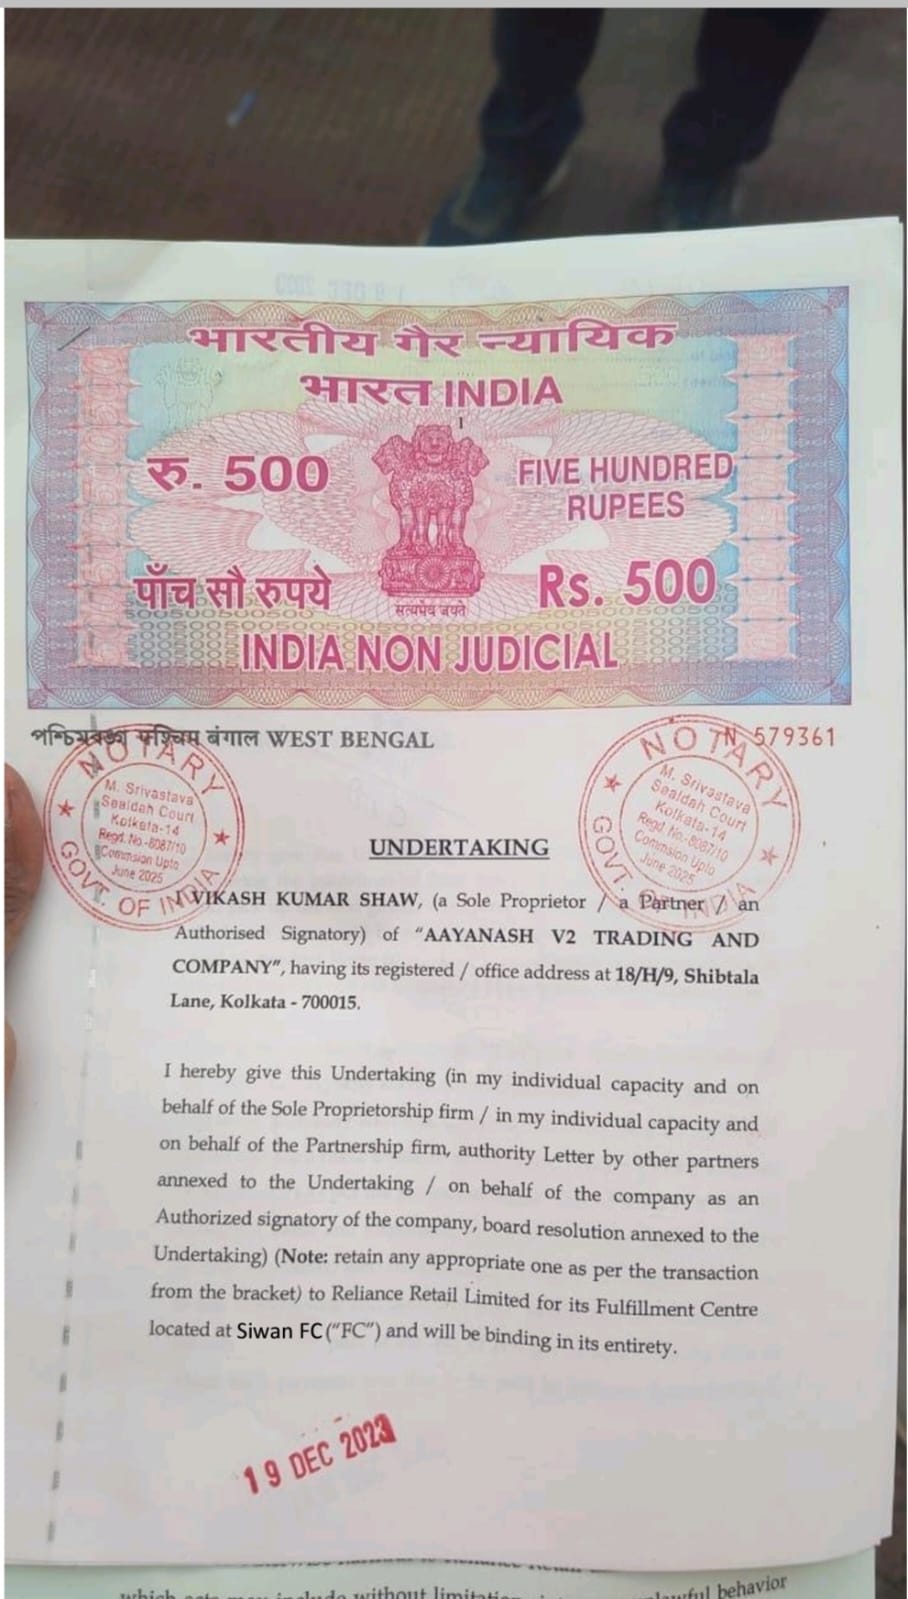 भारतीय गैर न्यायिक
भारत INDIA
रु. 500
FIVE HUNDRED
RUPEES
पाँच सौ रुपये
Rs. 500
सत्यमेव जयते
INDIA NON JUDICIAL
পশ্চিমবঙ্গ पश्चिम बंगाल WEST BENGAL
N 579361
NOTARY
M. Srivastava
Sealdah Court
Kolkata-14
Regd. No.-8087/10
Commsion Upto
June 2025
GOVT. OF INDIA
NOTARY
M. Srivastava
Sealdah Court
Kolkata-14
Regd No.-8087/10
Commsion Upto
June 2025
GOVT. OF INDIA
UNDERTAKING
I VIKASH KUMAR SHAW, (a Sole Proprietor / a Partner / an
Authorised Signatory) of “AAYANASH V2 TRADING AND
COMPANY”, having its registered / office address at 18/H/9, Shibtala
Lane, Kolkata - 700015.
I hereby give this Undertaking (in my individual capacity and on
behalf of the Sole Proprietorship firm / in my individual capacity and
on behalf of the Partnership firm, authority Letter by other partners
annexed to the Undertaking / on behalf of the company as an
Authorized signatory of the company, board resolution annexed to the
Undertaking) (Note: retain any appropriate one as per the transaction
from the bracket) to Reliance Retail Limited for its Fulfillment Centre
located at Siwan FC (“FC”) and will be binding in its entirety.
19 DEC 2023
which acts may include without limitation behavior